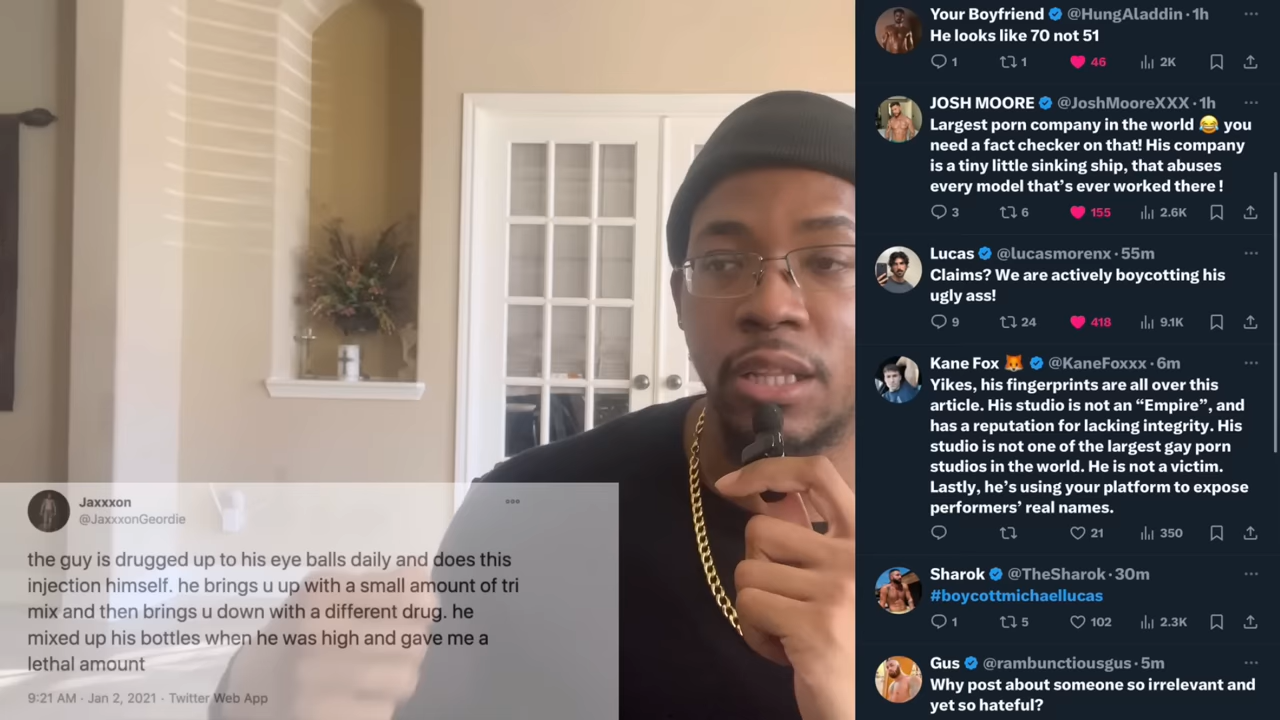 Jaxxxon
@JaxxxonGeordie
the guy is drugged up to his eye balls daily and does this
injection himself. he brings u up with a small amount of tri
mix and then brings u down with a different drug. he
mixed up his bottles when he was high and gave me a
lethal amount
9:21 AM · Jan 2, 2021 · Twitter Web App
Your Boyfriend @HungAladdin · 1h
He looks like 70 not 51
1 1 46 2K
JOSH MOORE @JoshMooreXXX · 1h
Largest porn company in the world 😂 you
need a fact checker on that! His company
is a tiny little sinking ship, that abuses
every model that's ever worked there !
3 6 155 2.6K
Lucas @lucasmorenx · 55m
Claims? We are actively boycotting his
ugly ass!
9 24 418 9.1K
Kane Fox 🦊 @KaneFoxxx · 6m
Yikes, his fingerprints are all over this
article. His studio is not an “Empire”, and
has a reputation for lacking integrity. His
studio is not one of the largest gay porn
studios in the world. He is not a victim.
Lastly, he’s using your platform to expose
performers’ real names.
21 350
Sharok @TheSharok · 30m
#boycottmichaellucas
1 5 102 2.3K
Gus @rambunctiousgus · 5m
Why post about someone so irrelevant and
yet so hateful?